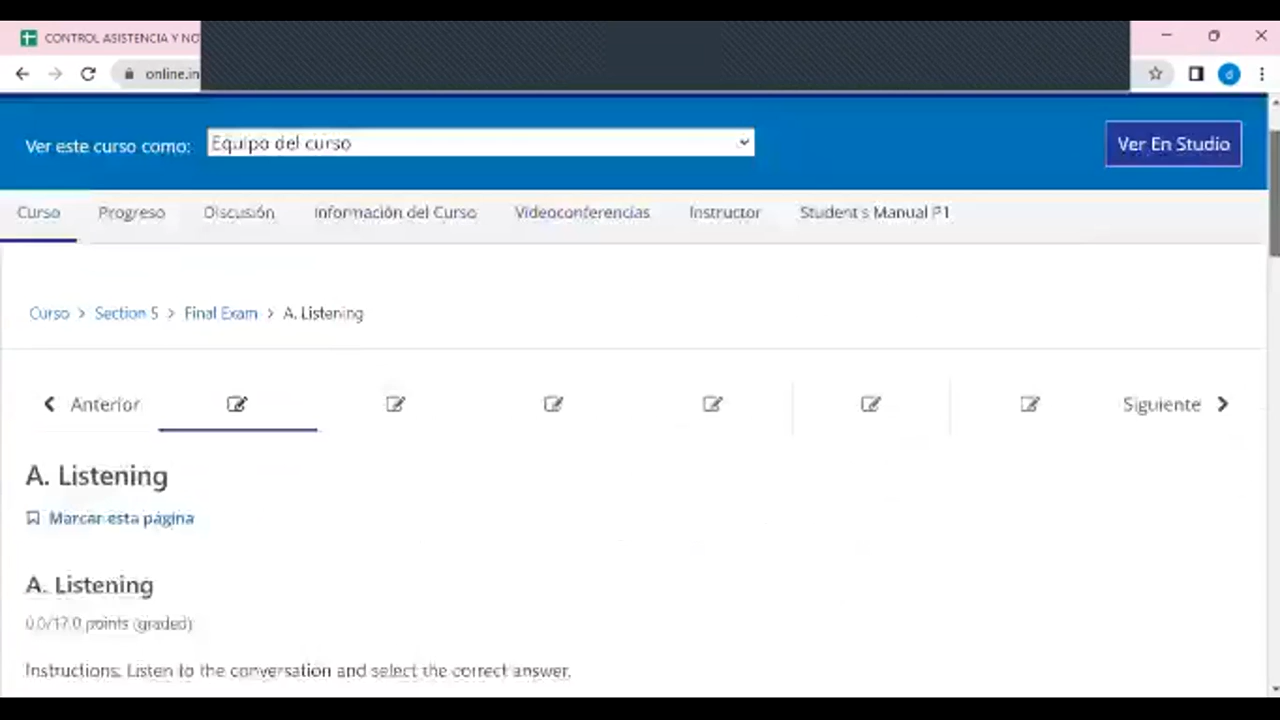 CONTROL ASISTENCIA Y NO
online.in
d
Ver este curso como: Equipo del curso
Ver En Studio
Curso Progreso Discusión Información del Curso Videoconferencias Instructor Student's Manual P1
Curso > Section 5 > Final Exam > A. Listening
Anterior Siguiente
A. Listening
Marcar esta página
A. Listening
0.0/17.0 points (graded)
Instructions: Listen to the conversation and select the correct answer.